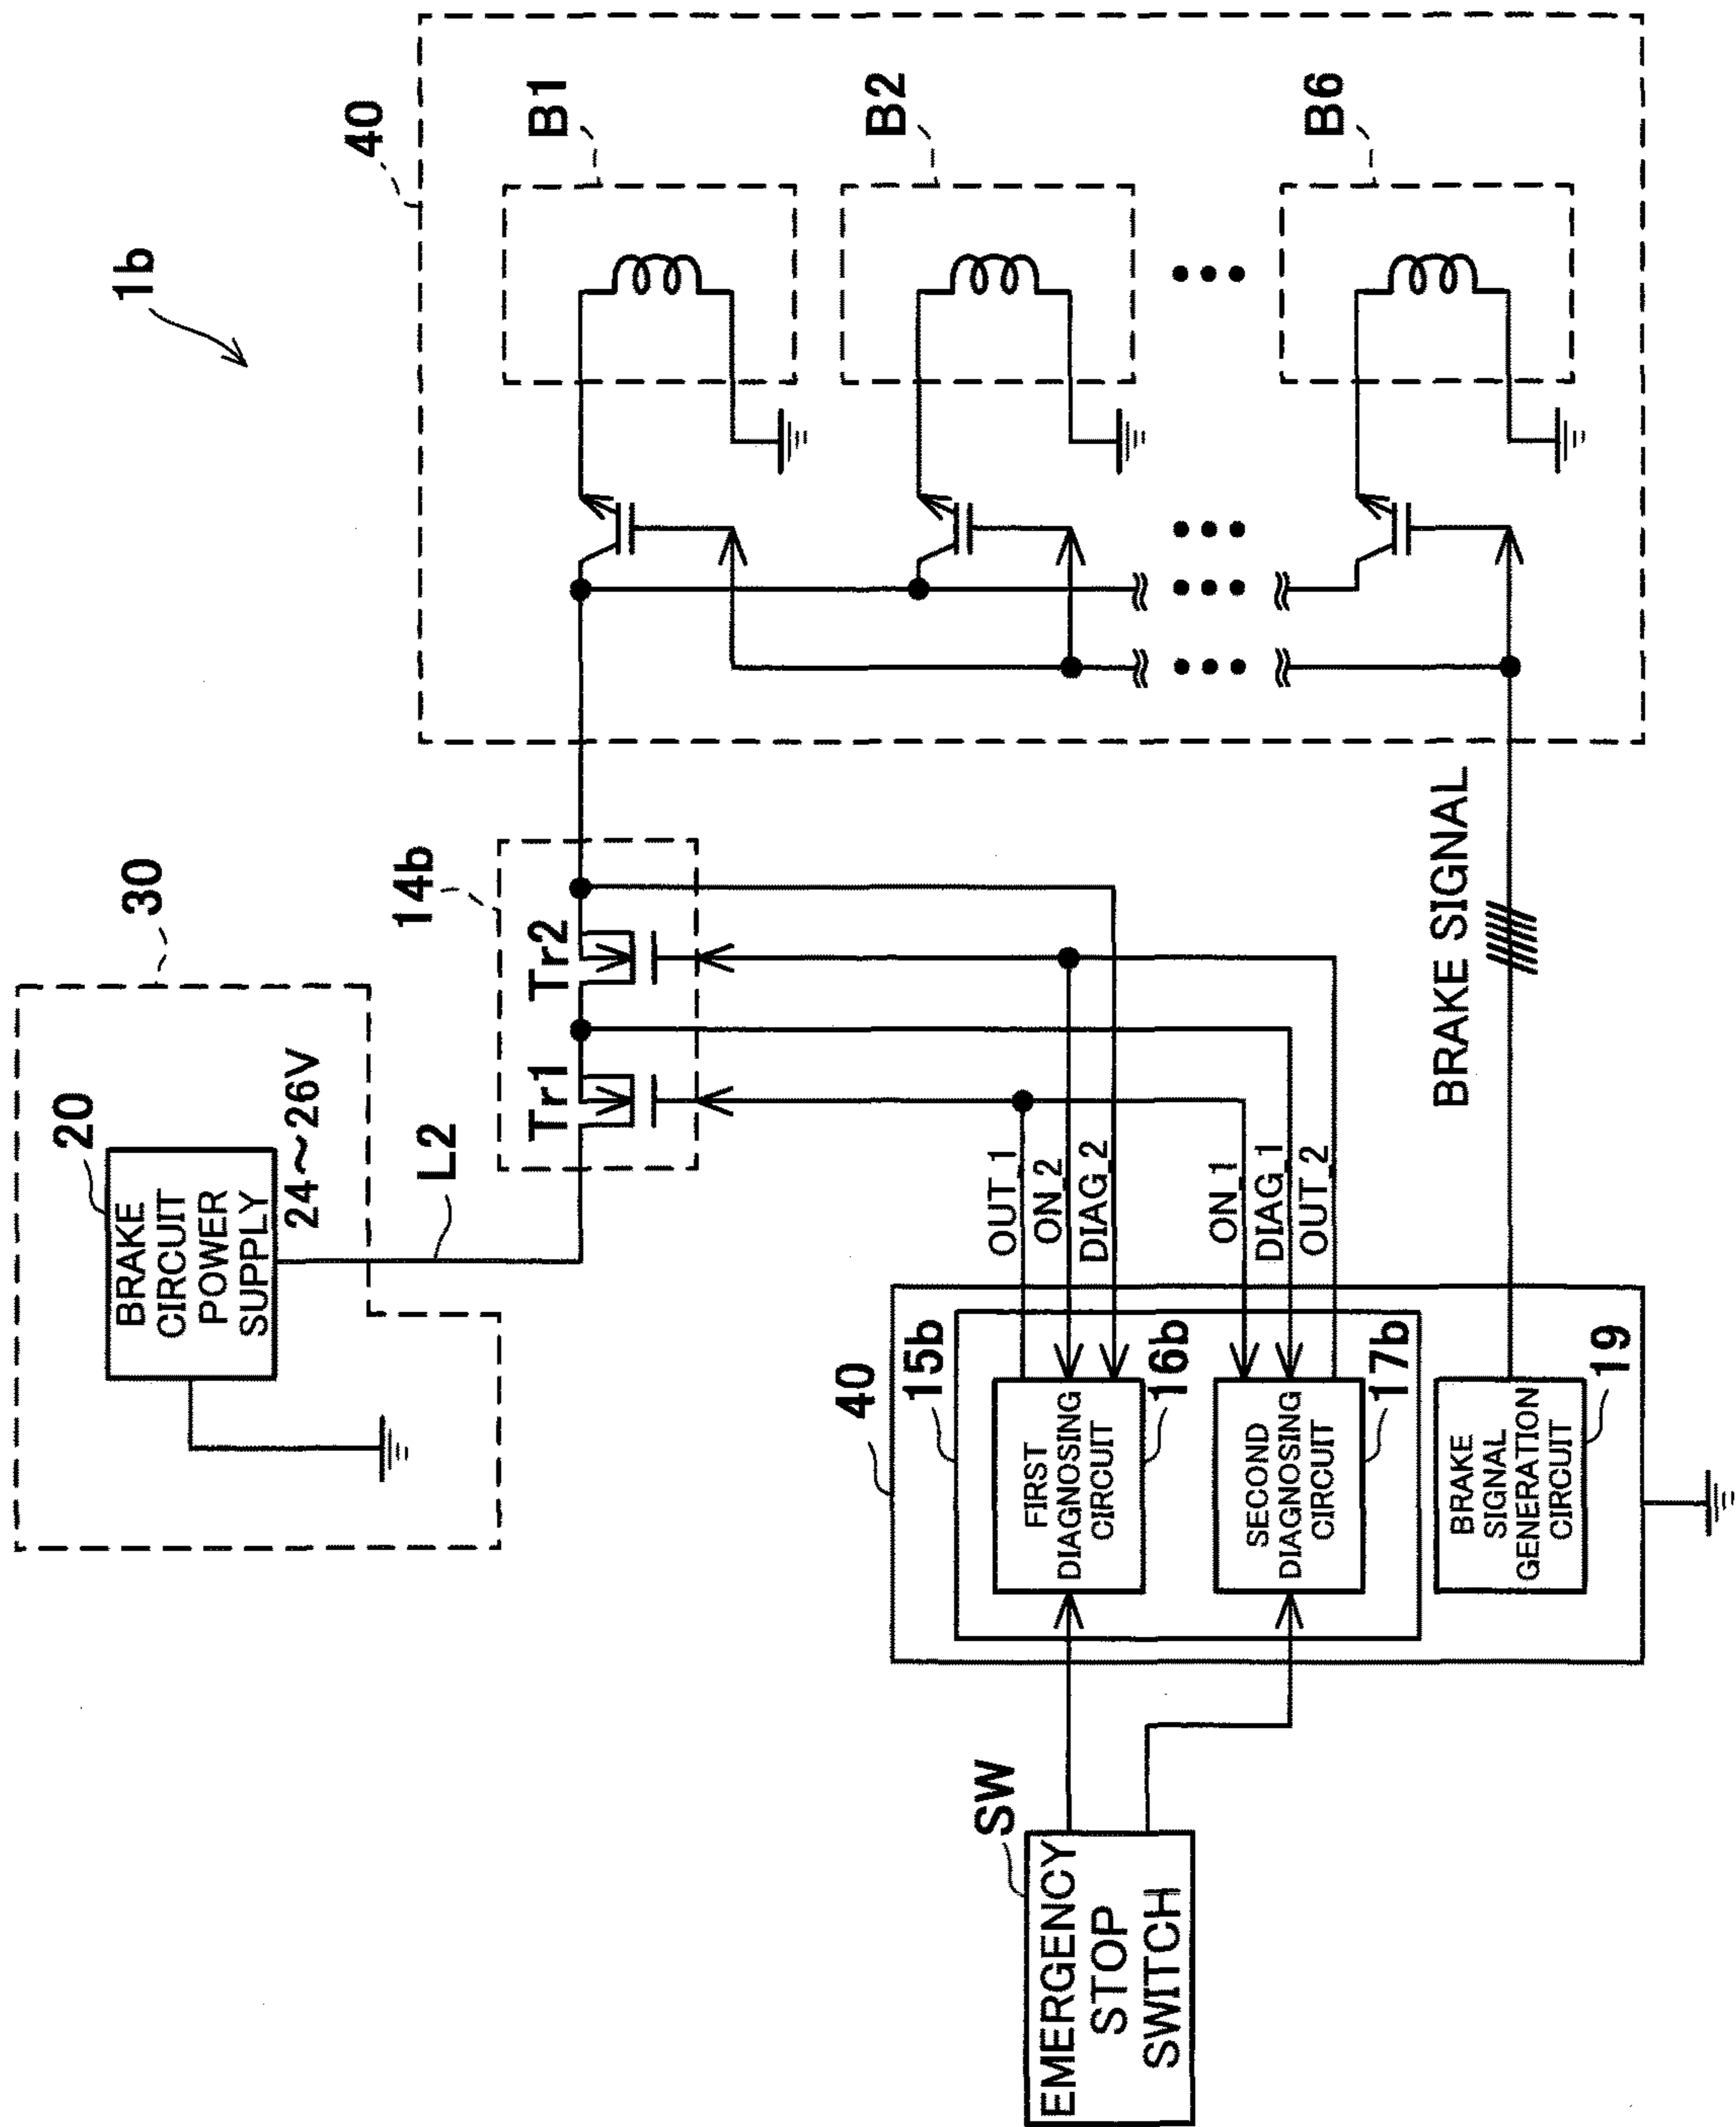 1b
30
20
BRAKE
CIRCUIT
POWER
SUPPLY
24～26V
L2
14b
Tr1
Tr2
40
B1
B2
B6
OUT_1
ON_2
DIAG_2
ON_1
DIAG_1
OUT_2
BRAKE SIGNAL
40
15b
FIRST
DIAGNOSING
CIRCUIT
16b
SECOND
DIAGNOSING
CIRCUIT
17b
BRAKE
SIGNAL
GENERATION
CIRCUIT
19
SW
EMERGENCY
STOP
SWITCH